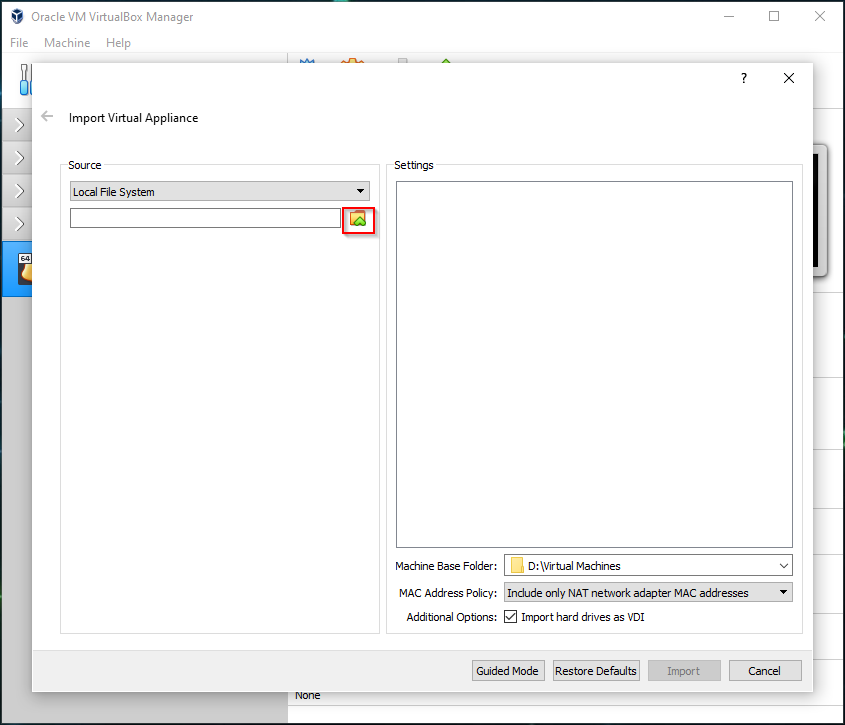 Oracle VM VirtualBox Manager
File Machine Help
?
Import Virtual Appliance
Source
Settings
Local File System
64
Machine Base Folder: D:\Virtual Machines
MAC Address Policy: Include only NAT network adapter MAC addresses
Additional Options: Import hard drives as VDI
Guided Mode Restore Defaults Import Cancel
None